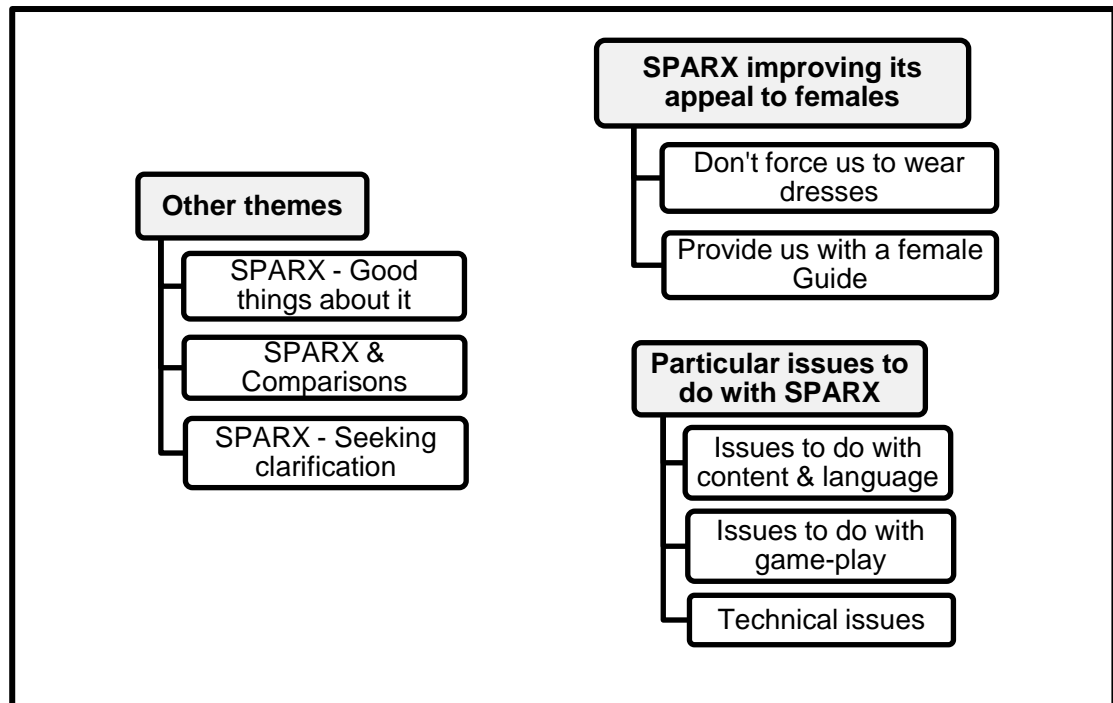 Other themes
SPARX - Good
things about it
SPARX &
Comparisons
SPARX - Seeking
clarification
SPARX improving its
appeal to females
Don't force us to wear
dresses
Provide us with a female
Guide
Particular issues to
do with SPARX
Issues to do with
content & language
Issues to do with
game-play
Technical issues